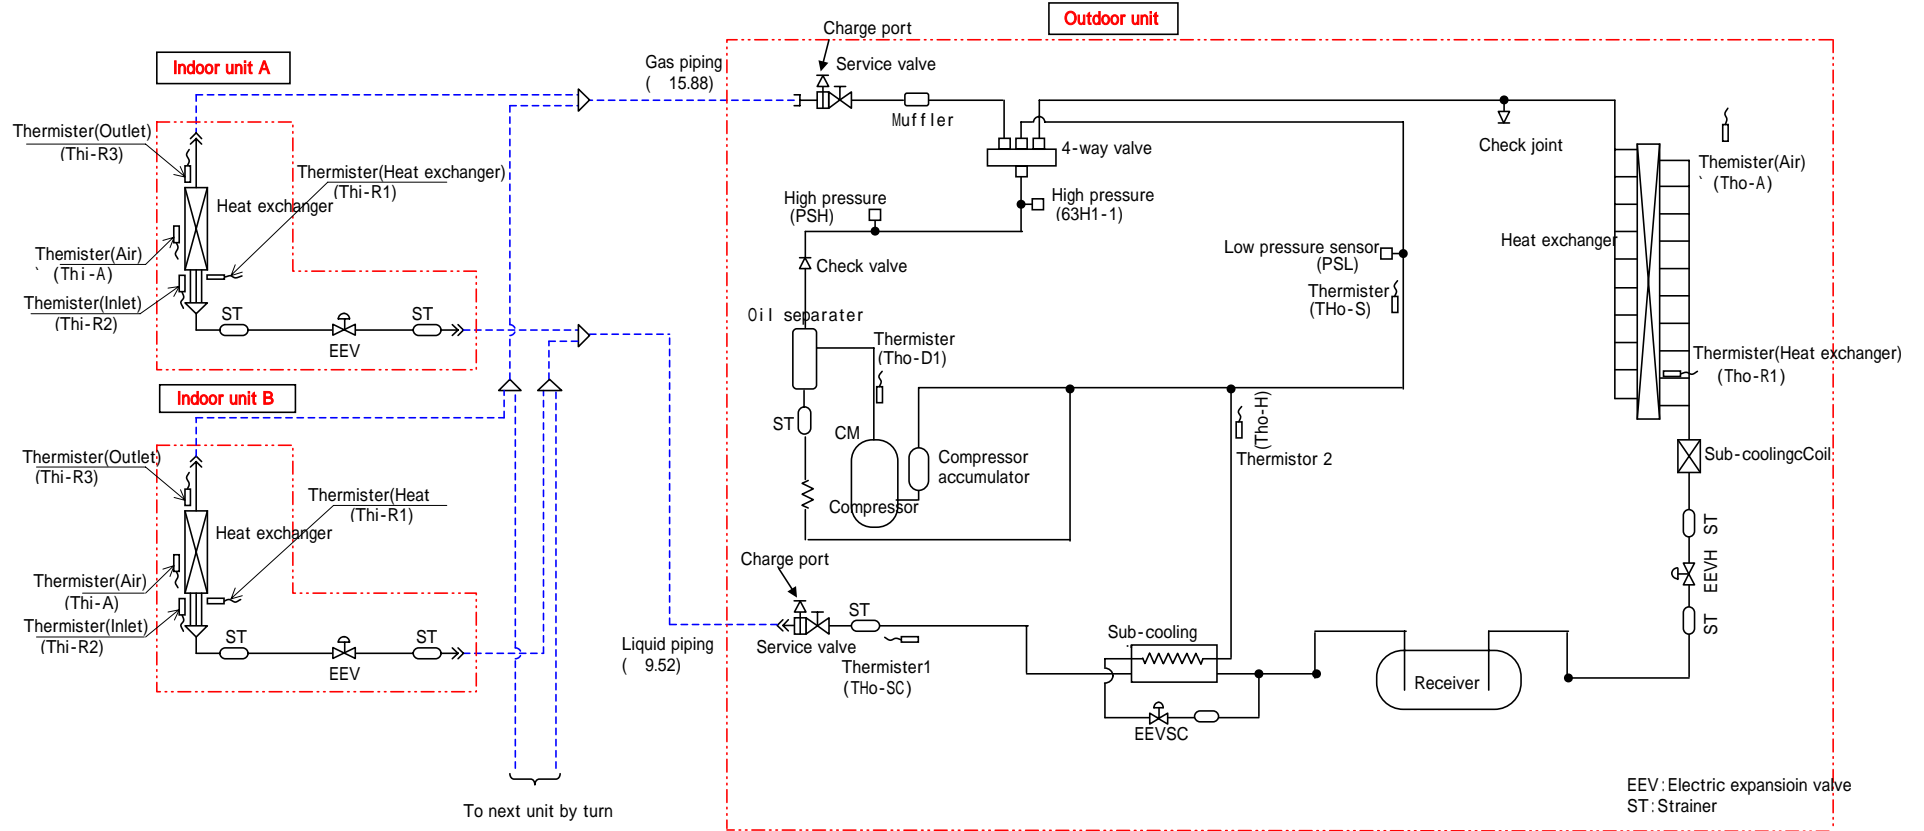 Outdoor unit
Charge port
Service valve
Gas piping
( 15.88)
Muffler
4-way valve
Check joint
Themister(Air)
` (Tho-A)
Indoor unit A
Thermister(Outlet)
(Thi-R3)
Thermister(Heat exchanger)
(Thi-R1)
Heat exchanger
Themister(Air)
` (Thi-A)
Themister(Inlet)
(Thi-R2)
ST
EEV
ST
High pressure
(PSH)
High pressure
(63H1-1)
Check valve
Low pressure sensor
(PSL)
Thermister
(THo-S)
Heat exchanger
Oil separater
Thermister
(Tho-D1)
Thermister(Heat exchanger)
(Tho-R1)
ST
CM
Compressor
Compressor
accumulator
(Tho-H)
Thermistor 2
Sub-coolingcCoil
ST
EEVH
ST
Indoor unit B
Thermister(Outlet)
(Thi-R3)
Thermister(Heat
(Thi-R1)
Heat exchanger
Thermister(Air)
(Thi-A)
Thermister(Inlet)
(Thi-R2)
ST
EEV
ST
Charge port
Service valve
Liquid piping
( 9.52)
ST
Thermister1
(THo-SC)
Sub-cooling
EEVSC
Receiver
To next unit by turn
EEV:Electric expansioin valve
ST:Strainer